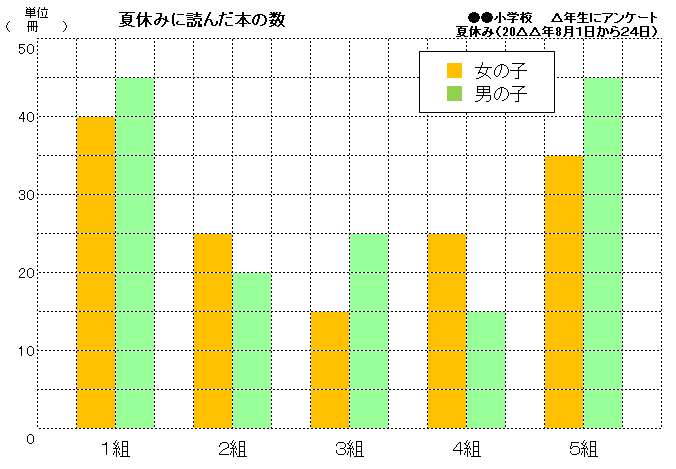 単位
（ 冊 ）
夏休みに読んだ本の数
●●小学校 △年生にアンケート
夏休み（20△△年8月1日から24日）
女の子
男の子
50
40
30
20
10
0
1組
2組
3組
4組
5組